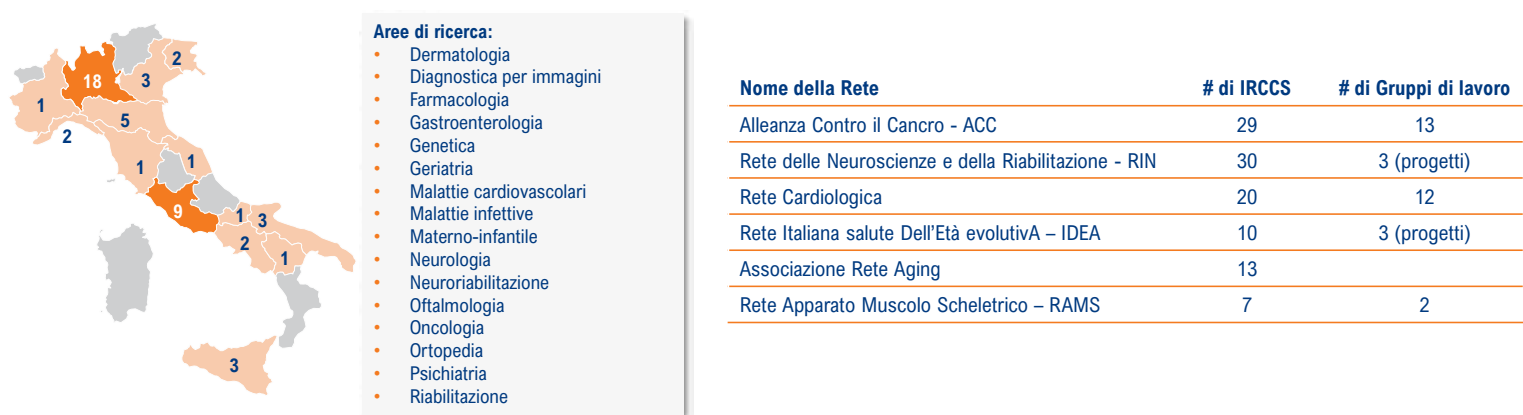 2
18
3
1
5
2
1
1
9
1
3
2
1
3
Aree di ricerca:
• Dermatologia
• Diagnostica per immagini
• Farmacologia
• Gastroenterologia
• Genetica
• Geriatria
• Malattie cardiovascolari
• Malattie infettive
• Materno-infantile
• Neurologia
• Neuroriabilitazione
• Oftalmologia
• Oncologia
• Ortopedia
• Psichiatria
• Riabilitazione
Nome della Rete # di IRCCS # di Gruppi di lavoro
Alleanza Contro il Cancro - ACC 29 13
Rete delle Neuroscienze e della Riabilitazione - RIN 30 3 (progetti)
Rete Cardiologica 20 12
Rete Italiana salute Dell'Età evolutivA – IDEA 10 3 (progetti)
Associazione Rete Aging 13
Rete Apparato Muscolo Scheletrico – RAMS 7 2